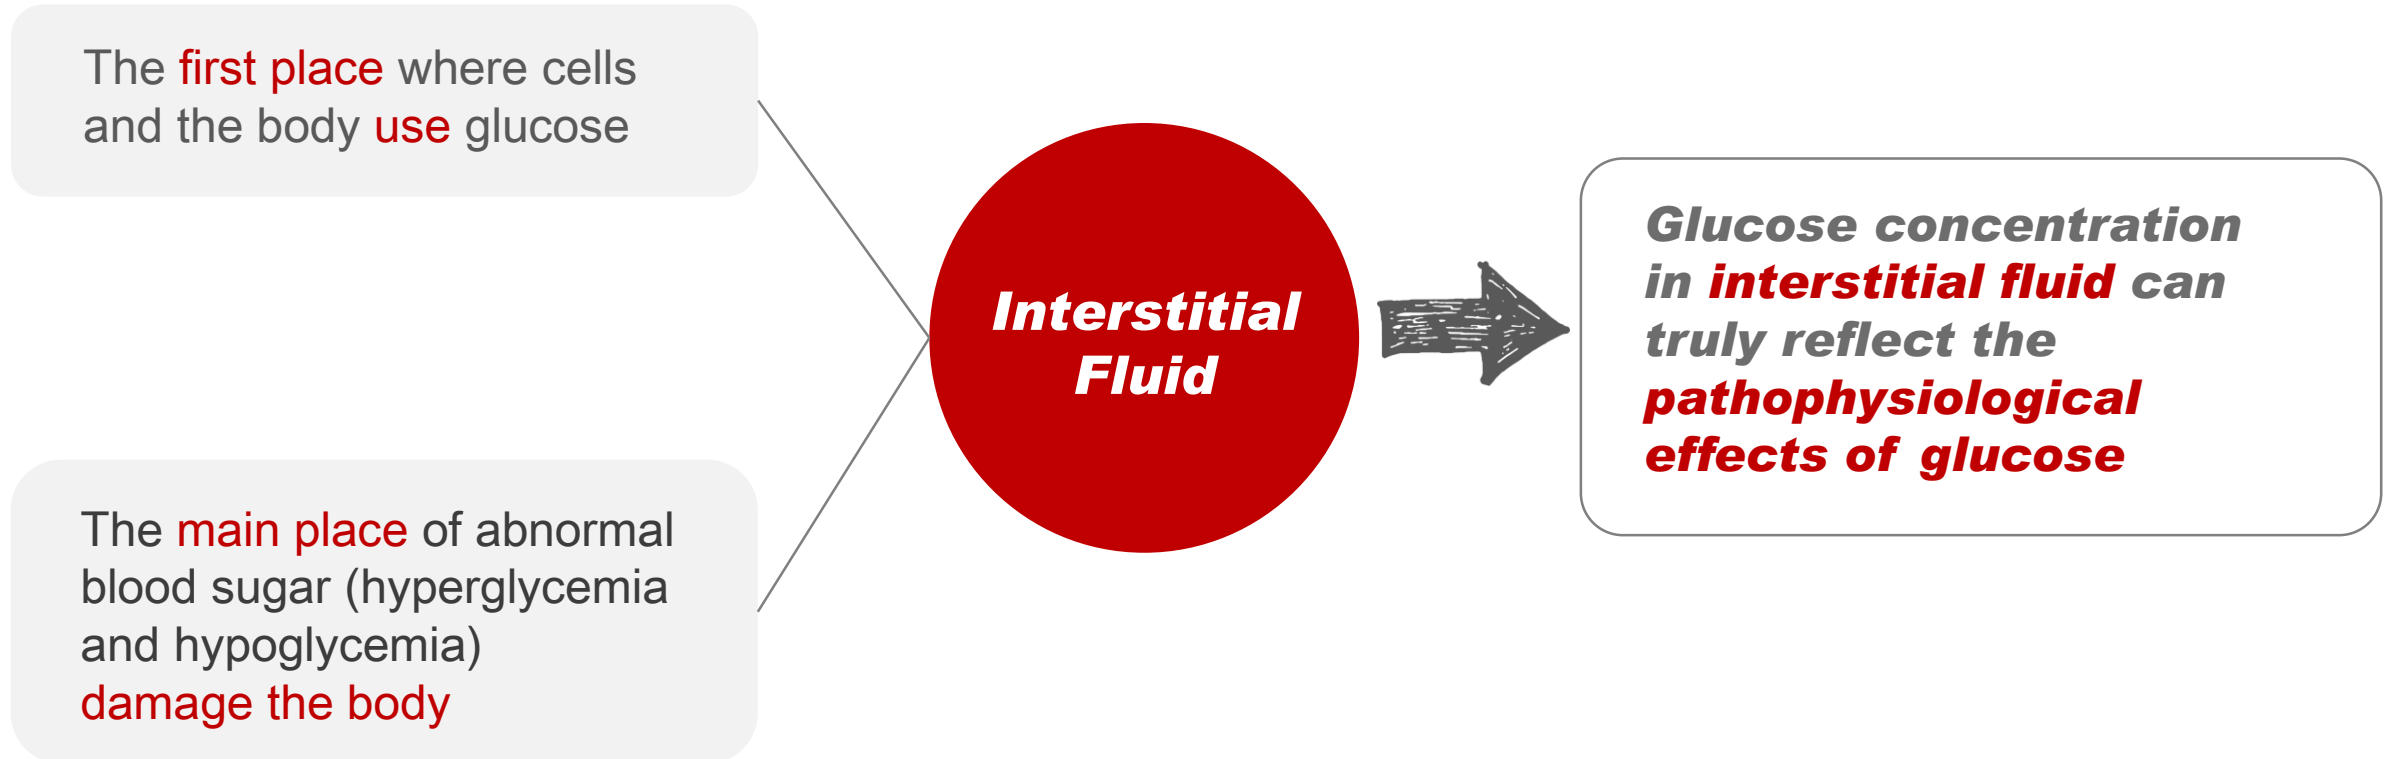 The first place where cells
and the body use glucose
The main place of abnormal
blood sugar (hyperglycemia
and hypoglycemia)
damage the body
Interstitial
Fluid
Glucose concentration
in interstitial fluid can
truly reflect the
pathophysiological
effects of glucose